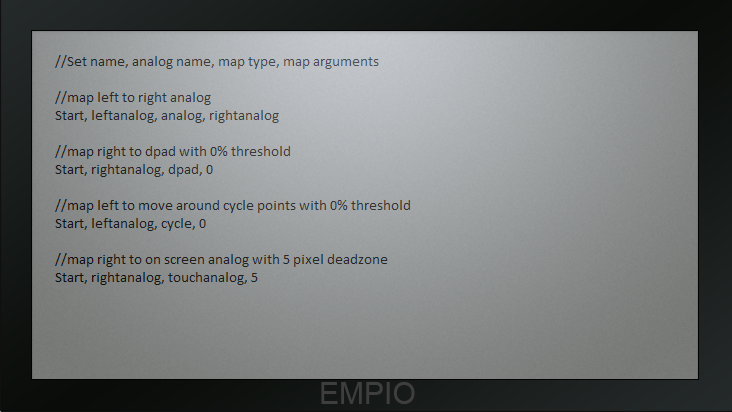 //Set name, analog name, map type, map arguments
//map left to right analog
Start, leftanalog, analog, rightanalog
//map right to dpad with 0% threshold
Start, rightanalog, dpad, 0
//map left to move around cycle points with 0% threshold
Start, leftanalog, cycle, 0
//map right to on screen analog with 5 pixel deadzone
Start, rightanalog, touchanalog, 5
EMPIO